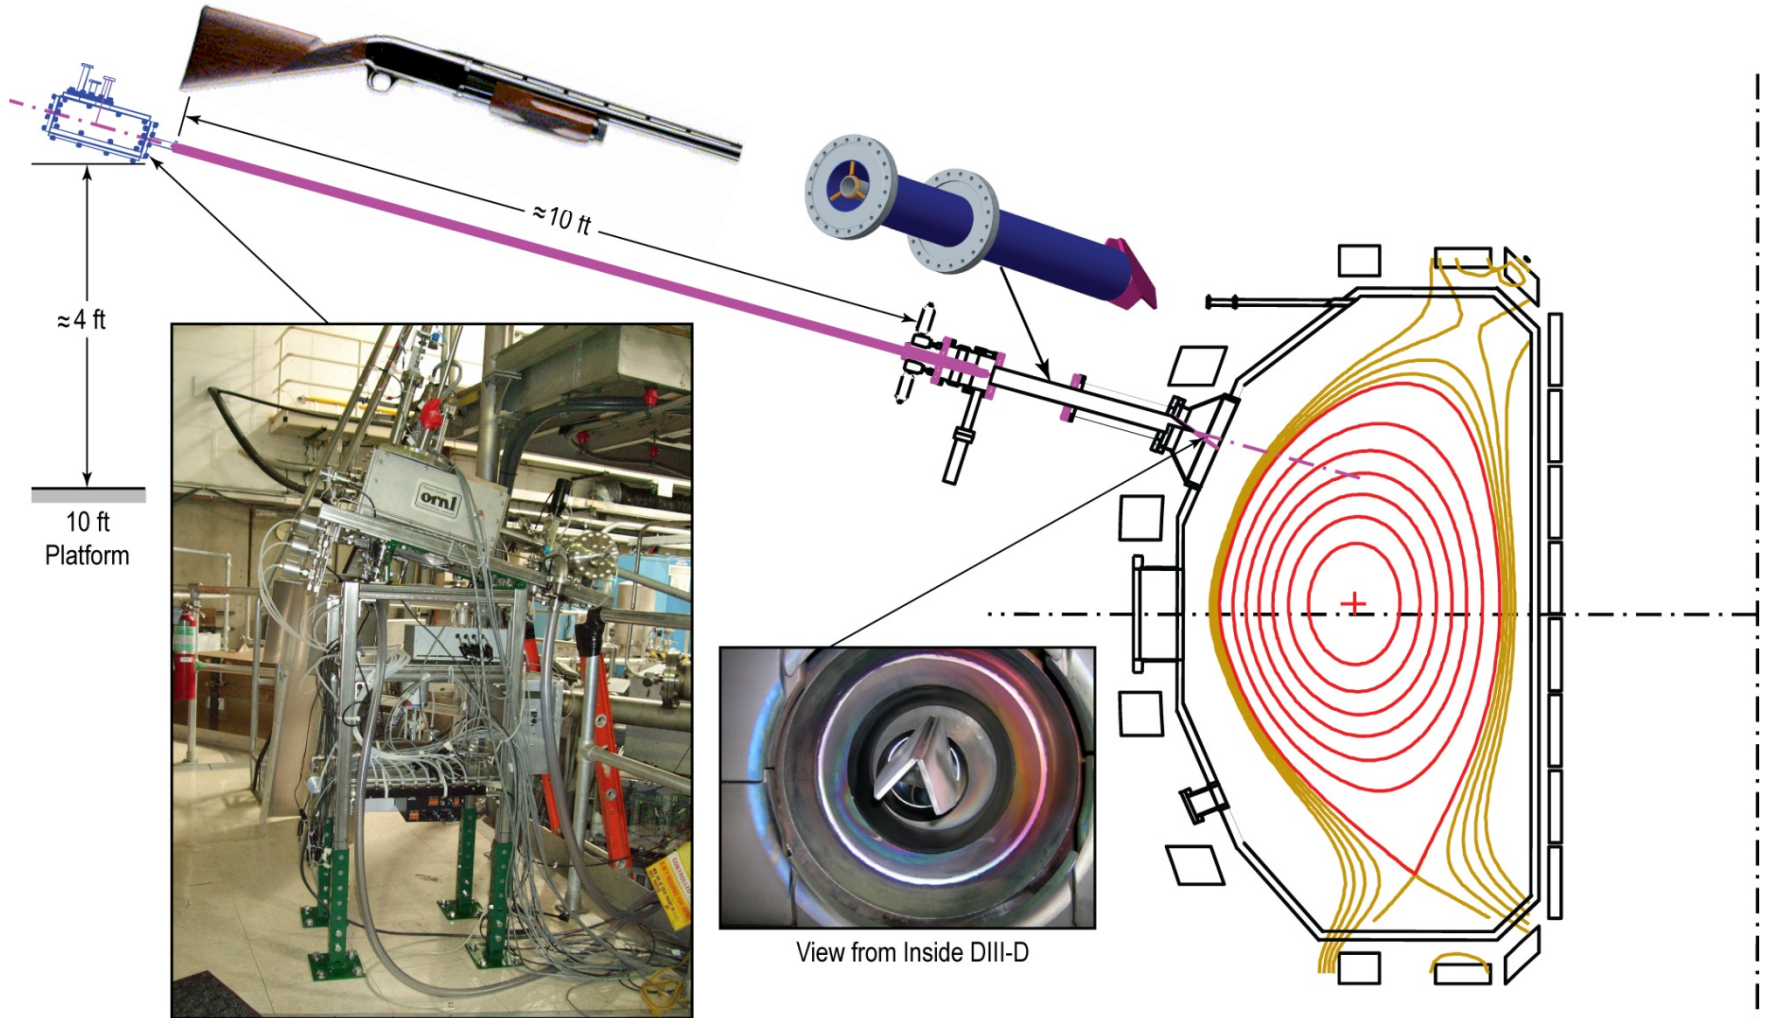 ≈10 ft
≈4 ft
ornl
10 ft
Platform
View from Inside DIII-D